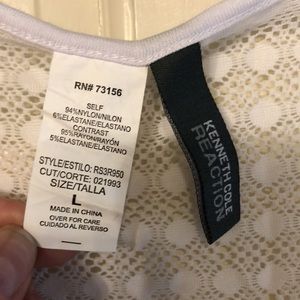 RN# 73156
SELF
94%NYLON/NILON
6%ELASTANE/ELASTANO
CONTRAST
95%RAYON/RAYÓN
5%ELASTANE/ELASTANO
STYLE/ESTILO: RS3R950
CUT/CORTE: 021993
SIZE/TALLA
L
MADE IN CHINA
OVER FOR CARE
CUIDADO AL REVERSO
KENNETH COLE
REACTION